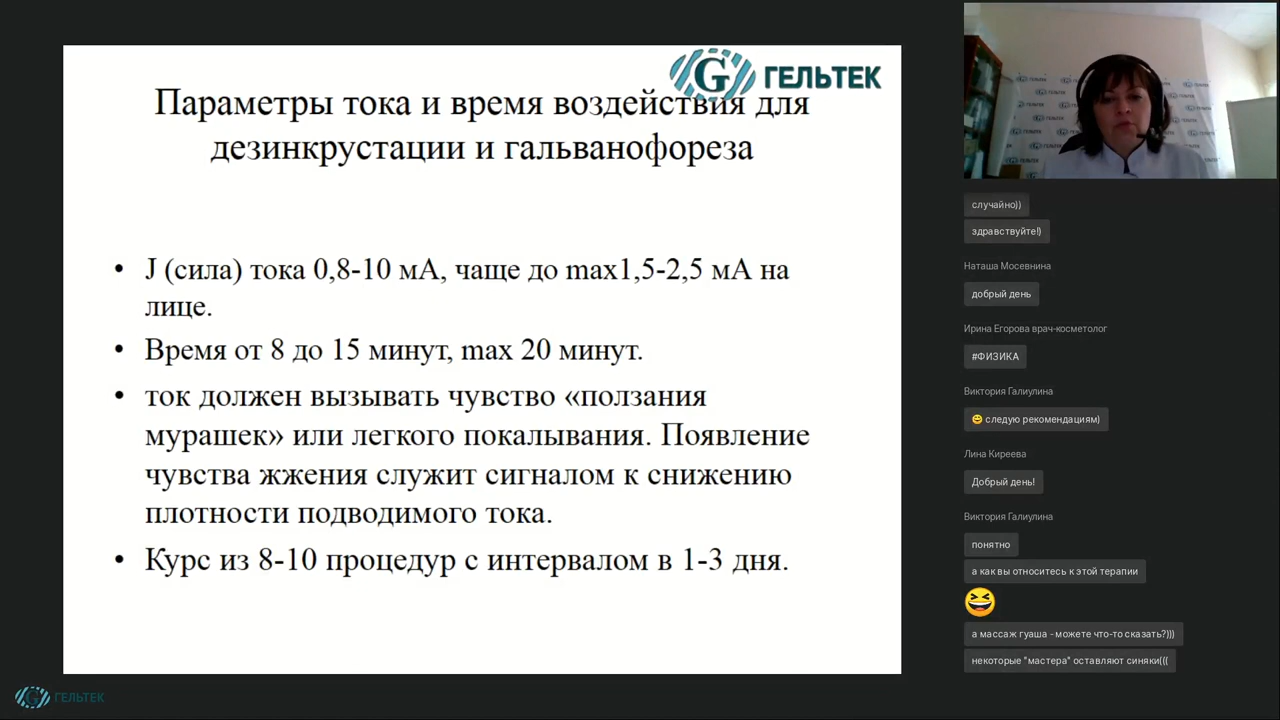 ГЕЛЬТЕК
Параметры тока и время воздействия для
дезинкрустации и гальванофореза
• J (сила) тока 0,8-10 мА, чаще до max1,5-2,5 мА на
лице.
• Время от 8 до 15 минут, max 20 минут.
• ток должен вызывать чувство «ползания
мурашек» или легкого покалывания. Появление
чувства жжения служит сигналом к снижению
плотности подводимого тока.
• Курс из 8-10 процедур с интервалом в 1-3 дня.
ГЕЛЬТЕК
случайно))
здравствуйте!)
Наташа Мосевнина
добрый день
Ирина Егорова врач-косметолог
#ФИЗИКА
Виктория Галиулина
😄 следую рекомендациям)
Лина Киреева
Добрый день!
Виктория Галиулина
понятно
а как вы относитесь к этой терапии
😆
а массаж гуаша - можете что-то сказать?)))
некоторые "мастера" оставляют синяки(((